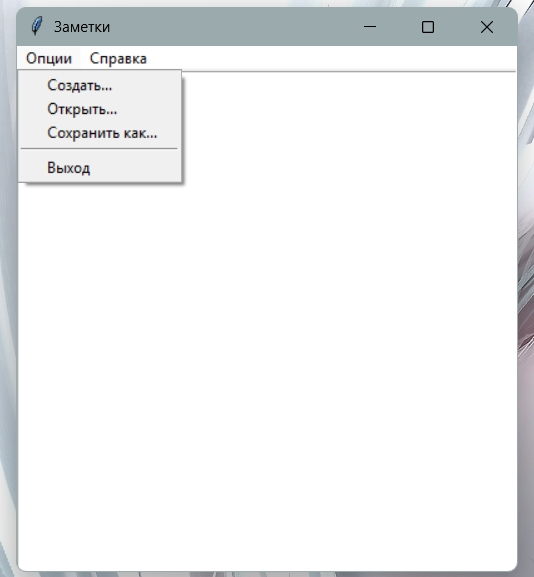 Заметки
Опции Справка
Создать...
Открыть...
Сохранить как...
Выход